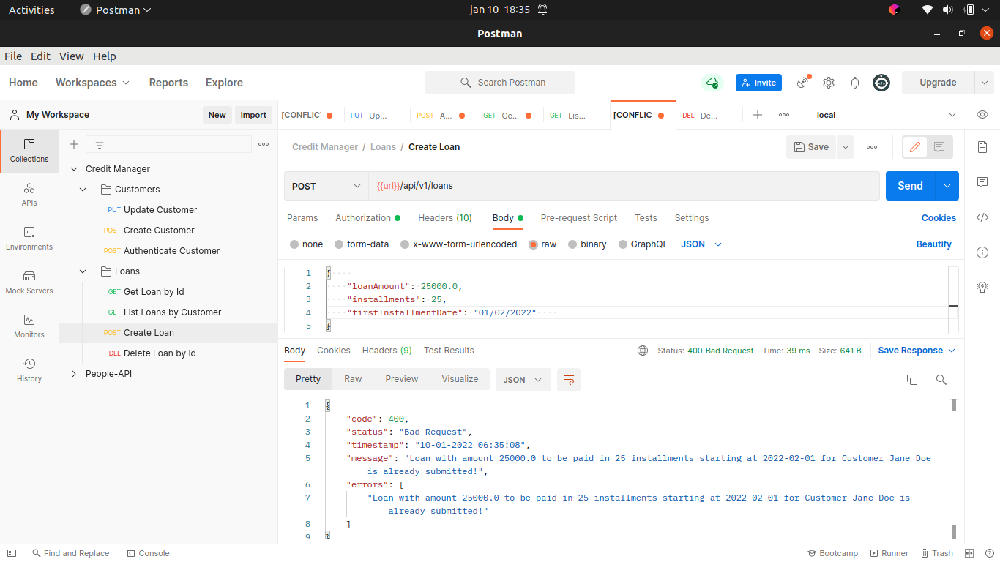 Activities Postman jan 10 18:35
Postman
File Edit View Help
Home Workspaces Reports Explore Search Postman Invite Upgrade
My Workspace New Import [CONFLIC PUT Up... POST A... GET Ge... GET Lis... [CONFLIC DEL De... local
Collections
APIs
Environments
Mock Servers
Monitors
History
Credit Manager
Customers
PUT Update Customer
POST Create Customer
POST Authenticate Customer
Loans
GET Get Loan by Id
GET List Loans by Customer
POST Create Loan
DEL Delete Loan by Id
People-API
Credit Manager / Loans / Create Loan Save
POST {{url}}/api/v1/loans Send
Params Authorization Headers (10) Body Pre-request Script Tests Settings Cookies
none form-data x-www-form-urlencoded raw binary GraphQL JSON Beautify
1 {
2 "loanAmount": 25000.0,
3 "installments": 25,
4 "firstInstallmentDate": "01/02/2022"
5 }
Body Cookies Headers (9) Test Results Status: 400 Bad Request Time: 39 ms Size: 641 B Save Response
Pretty Raw Preview Visualize JSON
1 {
2 "code": 400,
3 "status": "Bad Request",
4 "timestamp": "10-01-2022 06:35:08",
5 "message": "Loan with amount 25000.0 to be paid in 25 installments starting at 2022-02-01 for Customer Jane Doe
is already submitted!",
6 "errors": [
7 "Loan with amount 25000.0 to be paid in 25 installments starting at 2022-02-01 for Customer Jane Doe is
already submitted!"
8 ]
9 }
Find and Replace Console Bootcamp Runner Trash